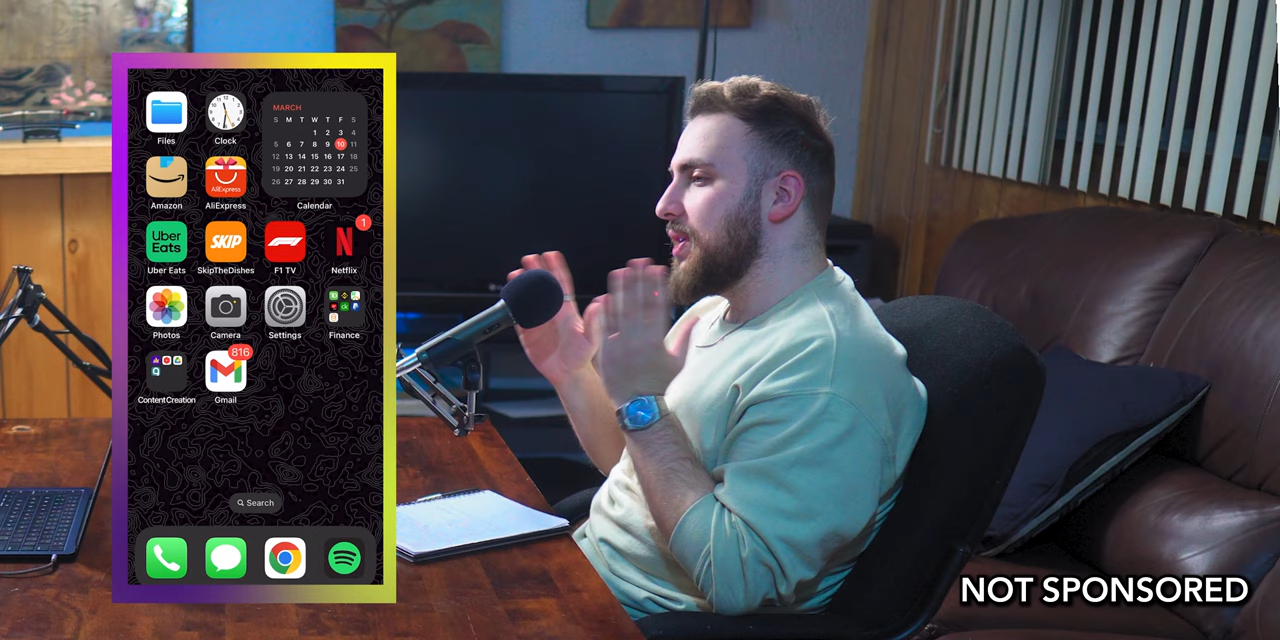 MARCH
S M T W T F S
1 2 3 4
5 6 7 8 9 10 11
12 13 14 15 16 17 18
19 20 21 22 23 24 25
26 27 28 29 30 31
Files
Clock
Calendar
AliExpress
Amazon
AliExpress
Uber
Eats
SKIP
1
Uber Eats
SkipTheDishes
F1 TV
Netflix
Photos
Camera
Settings
Finance
816
ContentCreation
Gmail
Search
NOT SPONSORED